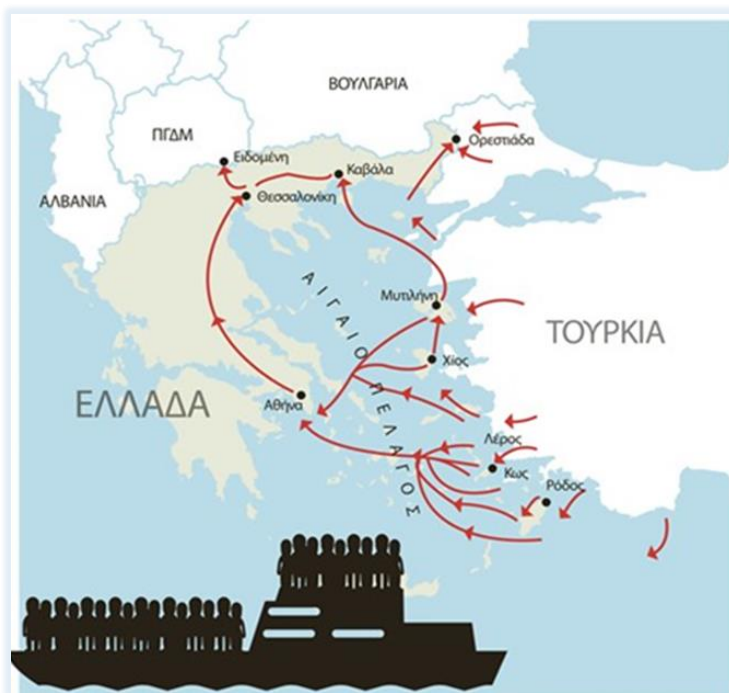 ΒΟΥΛΓΑΡΙΑ
ΠΓΔΜ
Ορεστιάδα
Ειδομένη
Καβάλα
ΑΛΒΑΝΙΑ
Θεσσαλονίκη
Μυτιλήνη
ΑΙΓΑΙΟ ΠΕΛΑΓΟΣ
ΤΟΥΡΚΙΑ
Χίος
ΕΛΛΑΔΑ
Αθήνα
Λέρος
Κως
Ρόδος